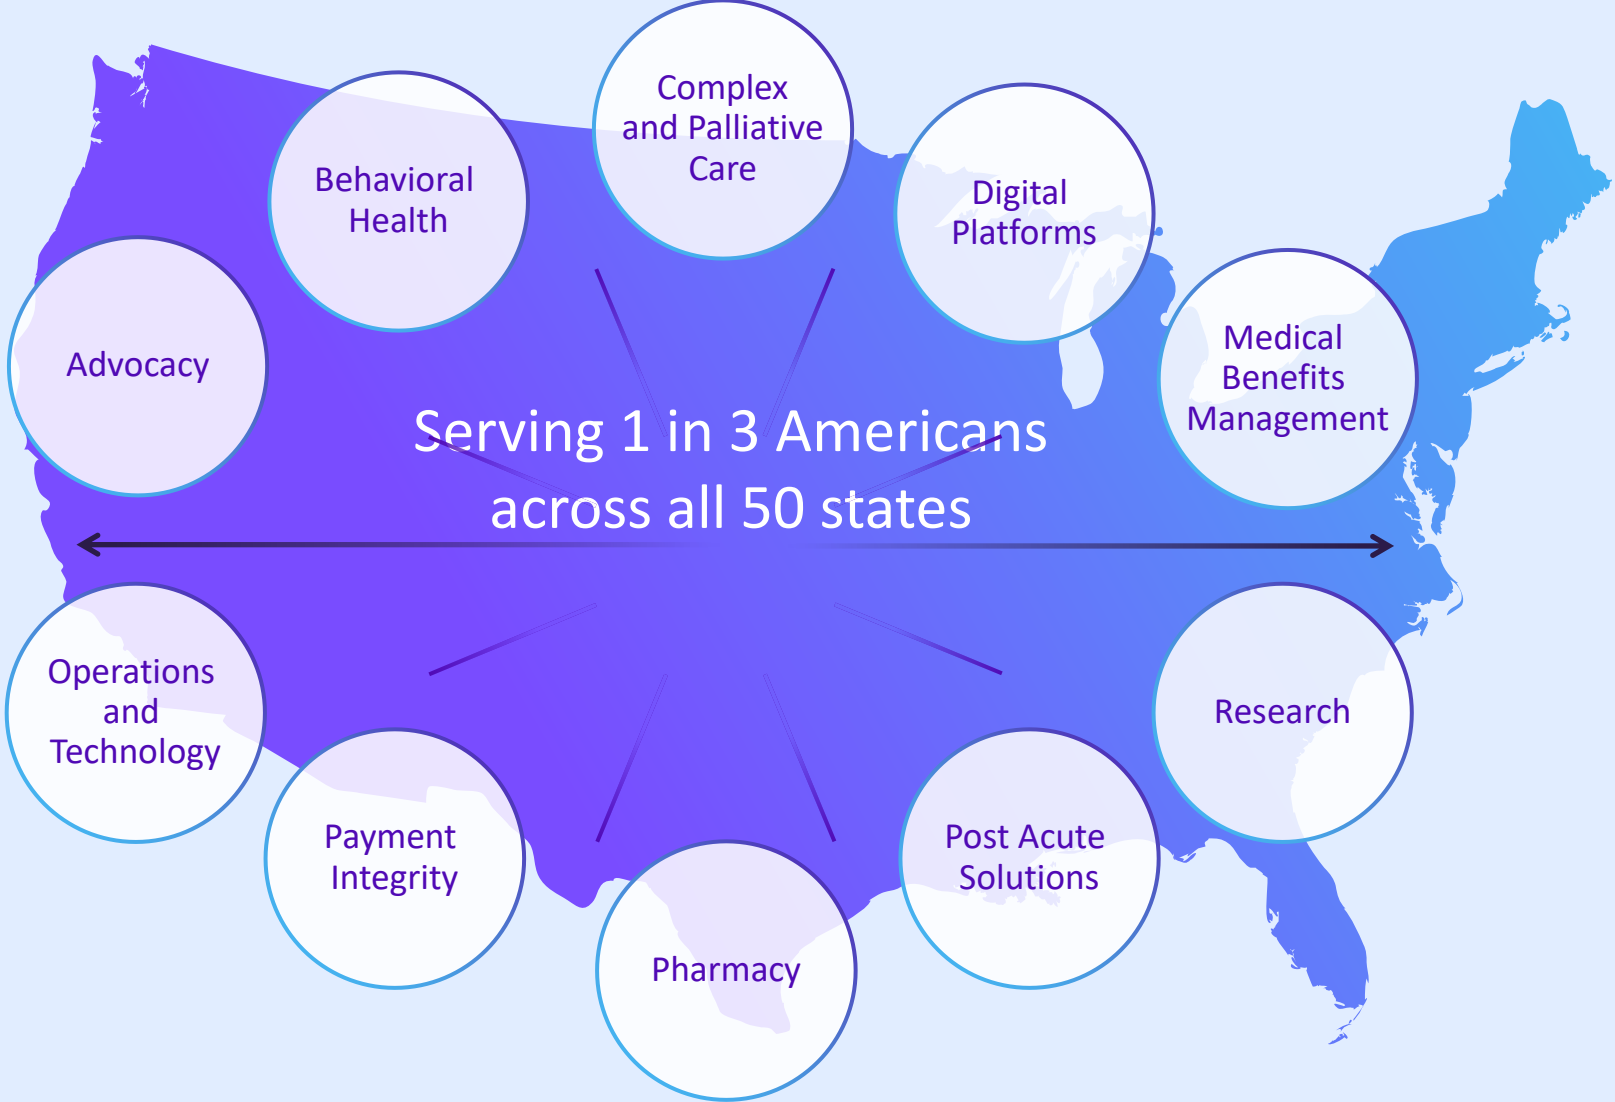 Complex
and Palliative
Care
Behavioral
Health
Digital
Platforms
Advocacy
Medical
Benefits
Management
Serving 1 in 3 Americans
across all 50 states
Operations
and
Technology
Research
Payment
Integrity
Post Acute
Solutions
Pharmacy